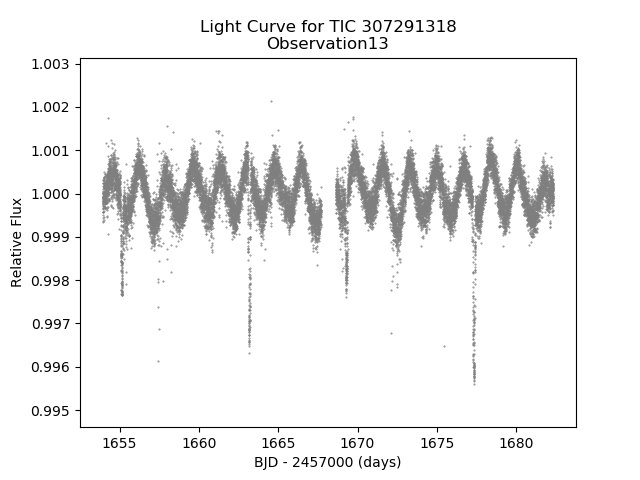 Light Curve for TIC 307291318
Observation13
1.003
1.002
1.001
1.000
0.999
0.998
0.997
0.996
0.995
Relative Flux
1655 1660 1665 1670 1675 1680
BJD - 2457000 (days)